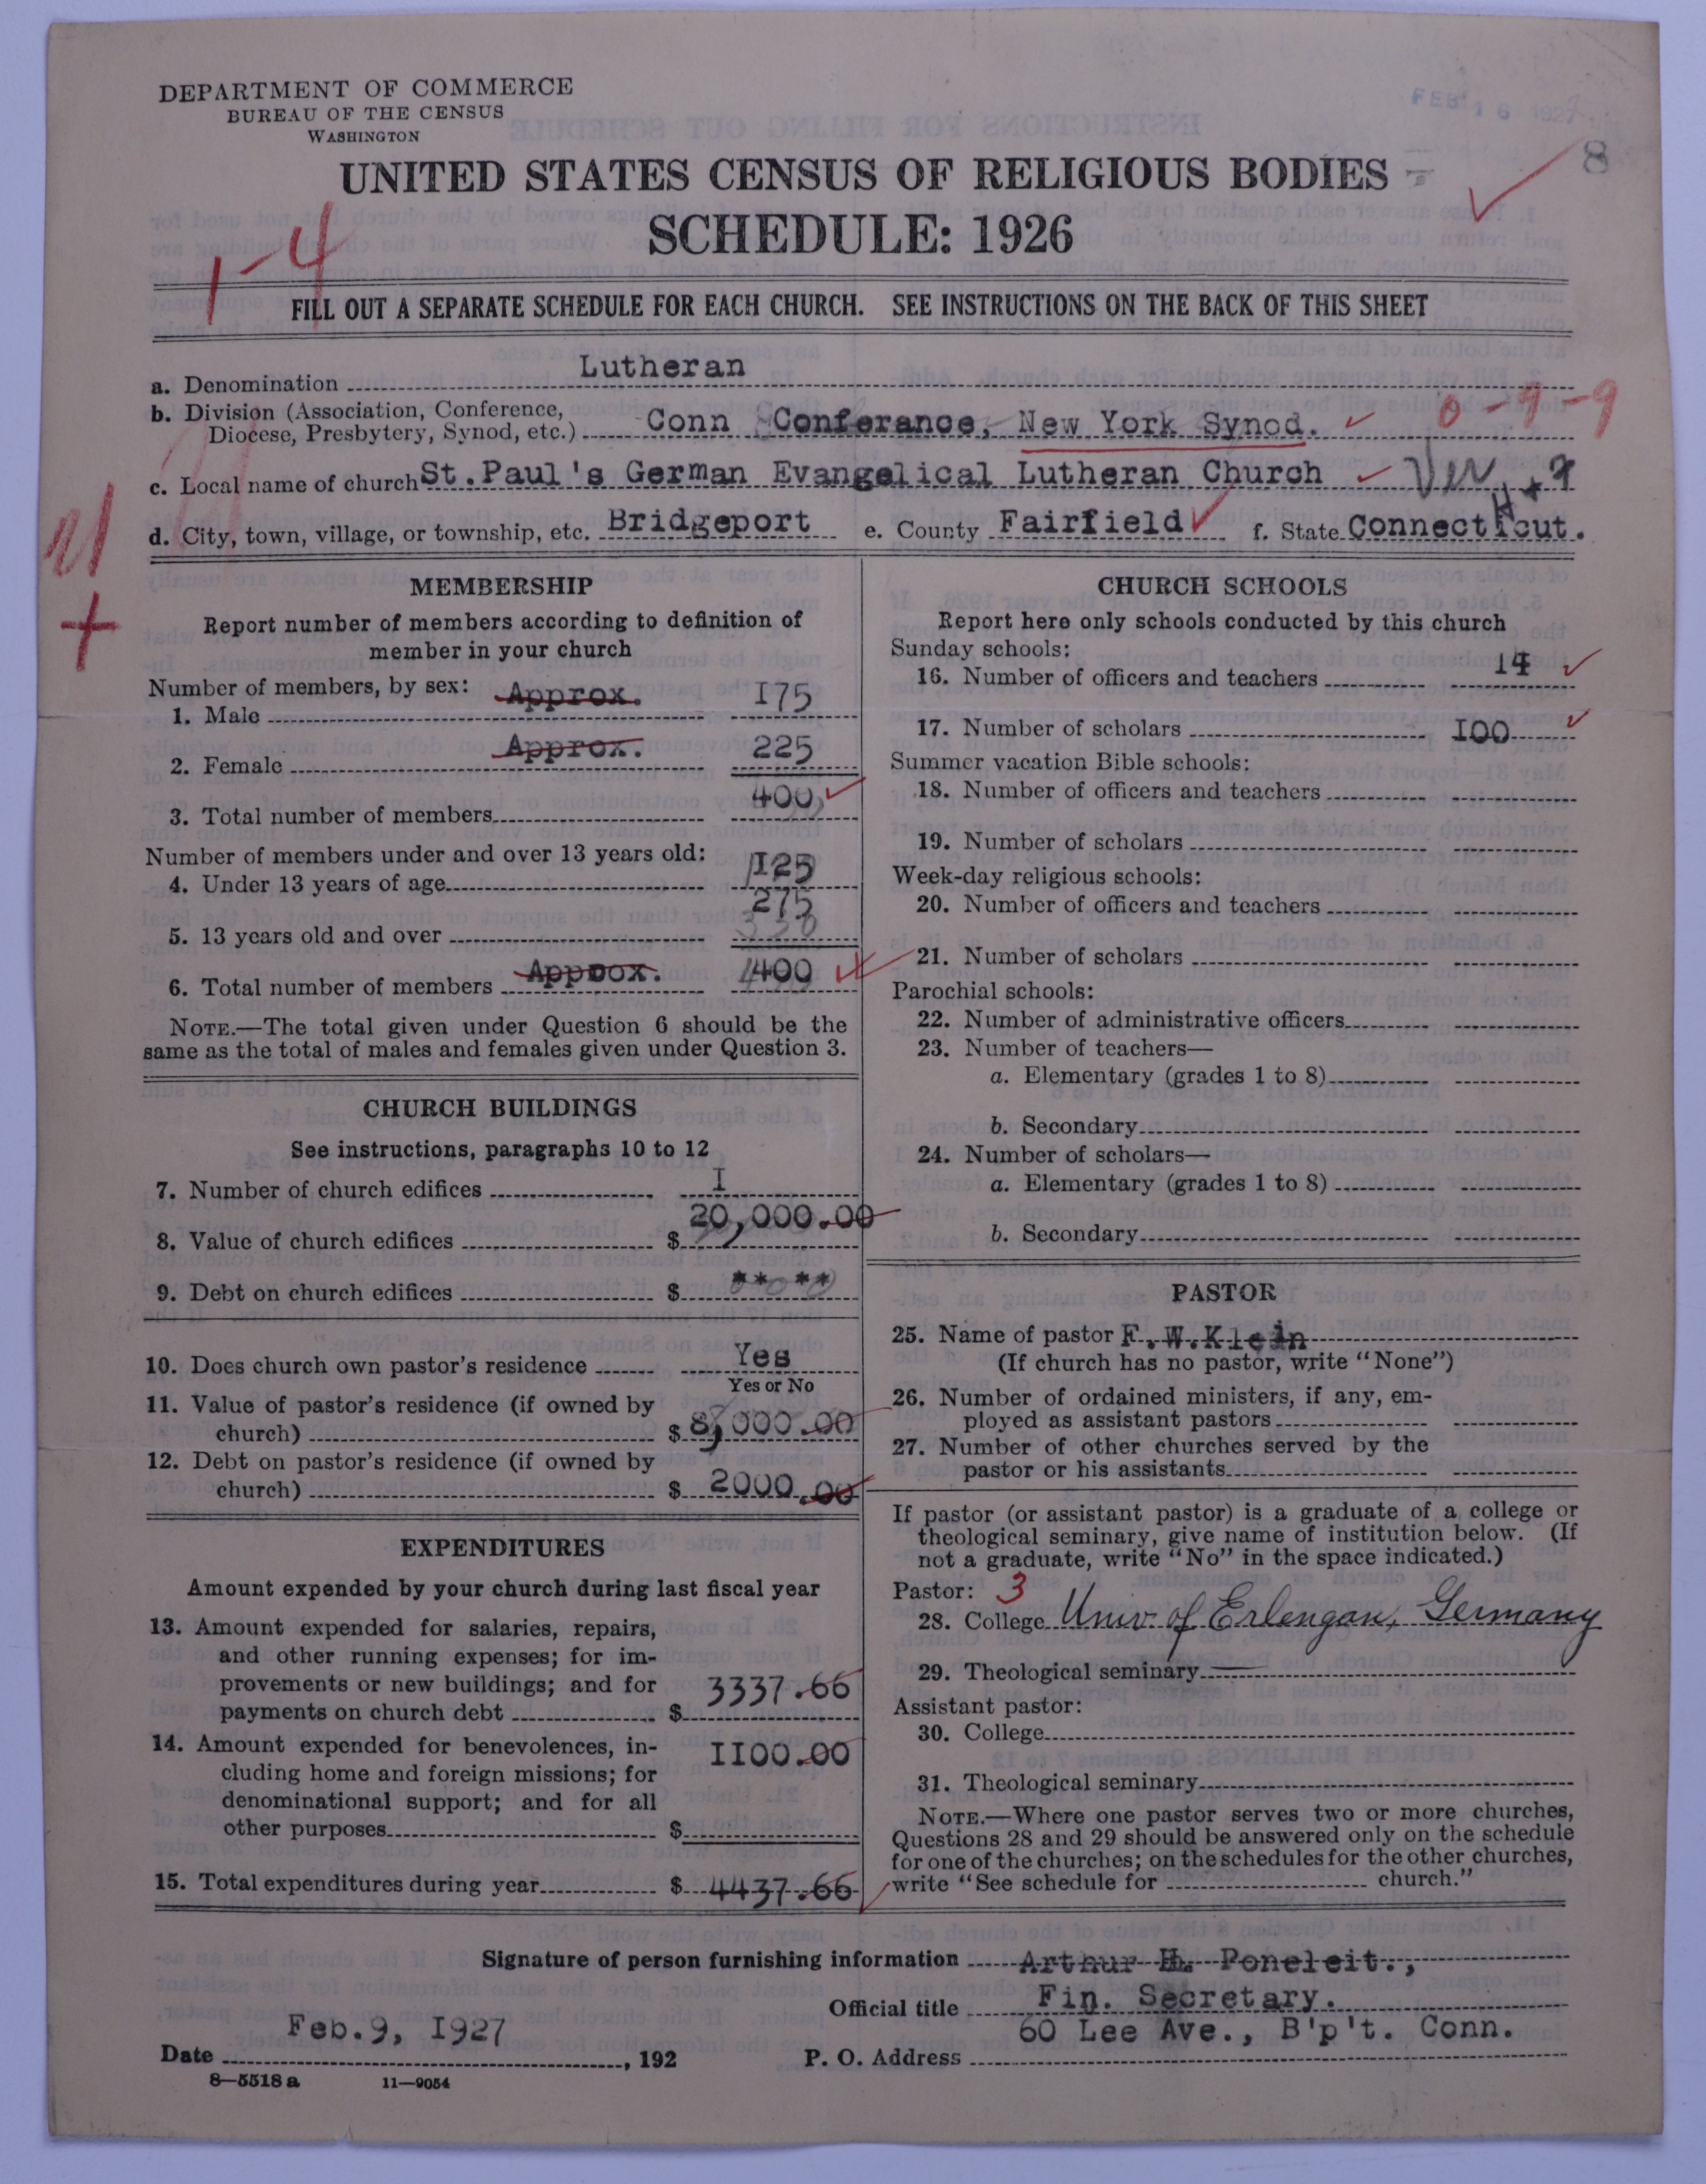 DEPARTMENT OF COMMERCE
BUREAU OF THE CENSUS
WASHINGTON
FEB 16 1927
8
UNITED STATES CENSUS OF RELIGIOUS BODIES
SCHEDULE: 1926
1-4
FILL OUT A SEPARATE SCHEDULE FOR EACH CHURCH. SEE INSTRUCTIONS ON THE BACK OF THIS SHEET
a. Denomination Lutheran
b. Division (Association, Conference, Diocese, Presbytery, Synod, etc.) Conn Conferance, New York Synod. 0-9-9
c. Local name of church St.Paul's German Evangelical Lutheran Church
d. City, town, village, or township, etc. Bridgeport e. County Fairfield f. State Connecticut.
MEMBERSHIP
Report number of members according to definition of
member in your church
Number of members, by sex: Approx.
1. Male I75
2. Female Approx. 225
3. Total number of members 400
Number of members under and over 13 years old:
4. Under 13 years of age 125
5. 13 years old and over 275
6. Total number of members Appoox. 400
NOTE.—The total given under Question 6 should be the
same as the total of males and females given under Question 3.
CHURCH BUILDINGS
See instructions, paragraphs 10 to 12
7. Number of church edifices I
8. Value of church edifices $ 20,000.00
9. Debt on church edifices $ ** **
10. Does church own pastor's residence Yes
Yes or No
11. Value of pastor's residence (if owned by
church) $ 8,000.00
12. Debt on pastor's residence (if owned by
church) $ 2000.00
EXPENDITURES
Amount expended by your church during last fiscal year
13. Amount expended for salaries, repairs,
and other running expenses; for im-
provements or new buildings; and for
payments on church debt $ 3337.66
14. Amount expended for benevolences, in-
cluding home and foreign missions; for
denominational support; and for all
other purposes $ II00.00
15. Total expenditures during year $ 4437.66
CHURCH SCHOOLS
Report here only schools conducted by this church
Sunday schools:
16. Number of officers and teachers 14
17. Number of scholars I00
Summer vacation Bible schools:
18. Number of officers and teachers
19. Number of scholars
Week-day religious schools:
20. Number of officers and teachers
21. Number of scholars
Parochial schools:
22. Number of administrative officers
23. Number of teachers—
a. Elementary (grades 1 to 8)
b. Secondary
24. Number of scholars—
a. Elementary (grades 1 to 8)
b. Secondary
PASTOR
25. Name of pastor F.W.Klein
(If church has no pastor, write "None")
26. Number of ordained ministers, if any, em-
ployed as assistant pastors
27. Number of other churches served by the
pastor or his assistants
If pastor (or assistant pastor) is a graduate of a college or
theological seminary, give name of institution below. (If
not a graduate, write "No" in the space indicated.)
Pastor: 3
28. College Univ. of Erlengan, Germany
29. Theological seminary —
Assistant pastor:
30. College
31. Theological seminary
NOTE.—Where one pastor serves two or more churches,
Questions 28 and 29 should be answered only on the schedule
for one of the churches; on the schedules for the other churches,
write "See schedule for church."
Signature of person furnishing information Arthur H. Poneleit.,
Official title Fin. Secretary.
Date Feb.9, I927, 192 P. O. Address 60 Lee Ave., B'p't. Conn.
8—5518a 11—9054